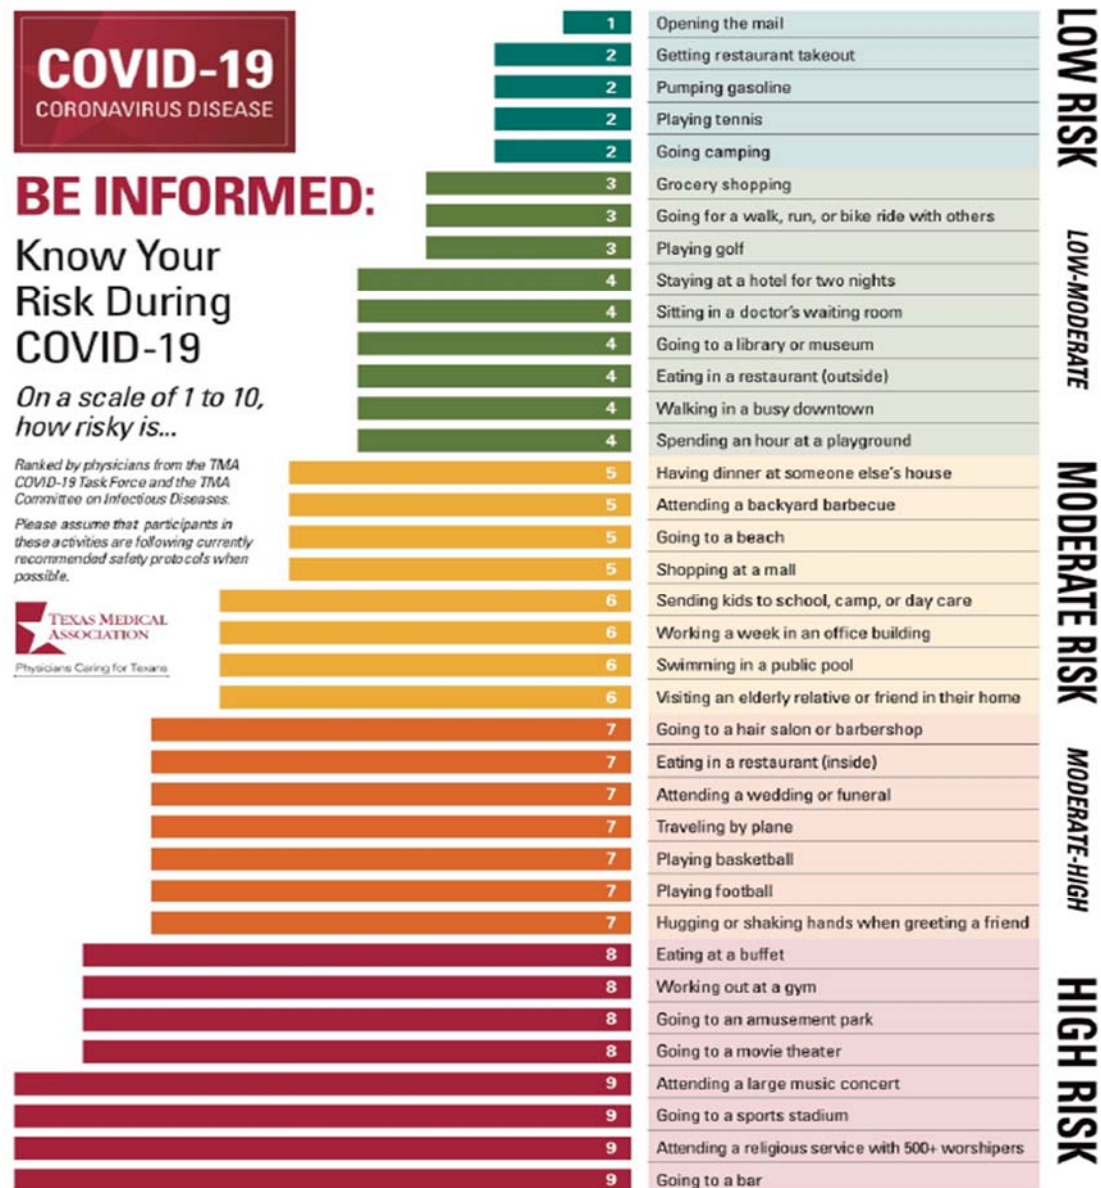 COVID-19
CORONAVIRUS DISEASE
BE INFORMED:
Know Your
Risk During
COVID-19
On a scale of 1 to 10,
how risky is...
Ranked by physicians from the TMA
COVID-19 Task Force and the TMA
Committee on Infectious Diseases.
Please assume that participants in
these activities are following currently
recommended safety protocols when
possible.
TEXAS MEDICAL
ASSOCIATION
Physicians Caring for Texans
1 Opening the mail
2 Getting restaurant takeout
2 Pumping gasoline
2 Playing tennis
2 Going camping
3 Grocery shopping
3 Going for a walk, run, or bike ride with others
3 Playing golf
4 Staying at a hotel for two nights
4 Sitting in a doctor's waiting room
4 Going to a library or museum
4 Eating in a restaurant (outside)
4 Walking in a busy downtown
4 Spending an hour at a playground
5 Having dinner at someone else's house
5 Attending a backyard barbecue
5 Going to a beach
5 Shopping at a mall
6 Sending kids to school, camp, or day care
6 Working a week in an office building
6 Swimming in a public pool
6 Visiting an elderly relative or friend in their home
7 Going to a hair salon or barbershop
7 Eating in a restaurant (inside)
7 Attending a wedding or funeral
7 Traveling by plane
7 Playing basketball
7 Playing football
7 Hugging or shaking hands when greeting a friend
8 Eating at a buffet
8 Working out at a gym
8 Going to an amusement park
8 Going to a movie theater
9 Attending a large music concert
9 Going to a sports stadium
9 Attending a religious service with 500+ worshipers
9 Going to a bar
LOW RISK
LOW-MODERATE
MODERATE RISK
MODERATE-HIGH
HIGH RISK